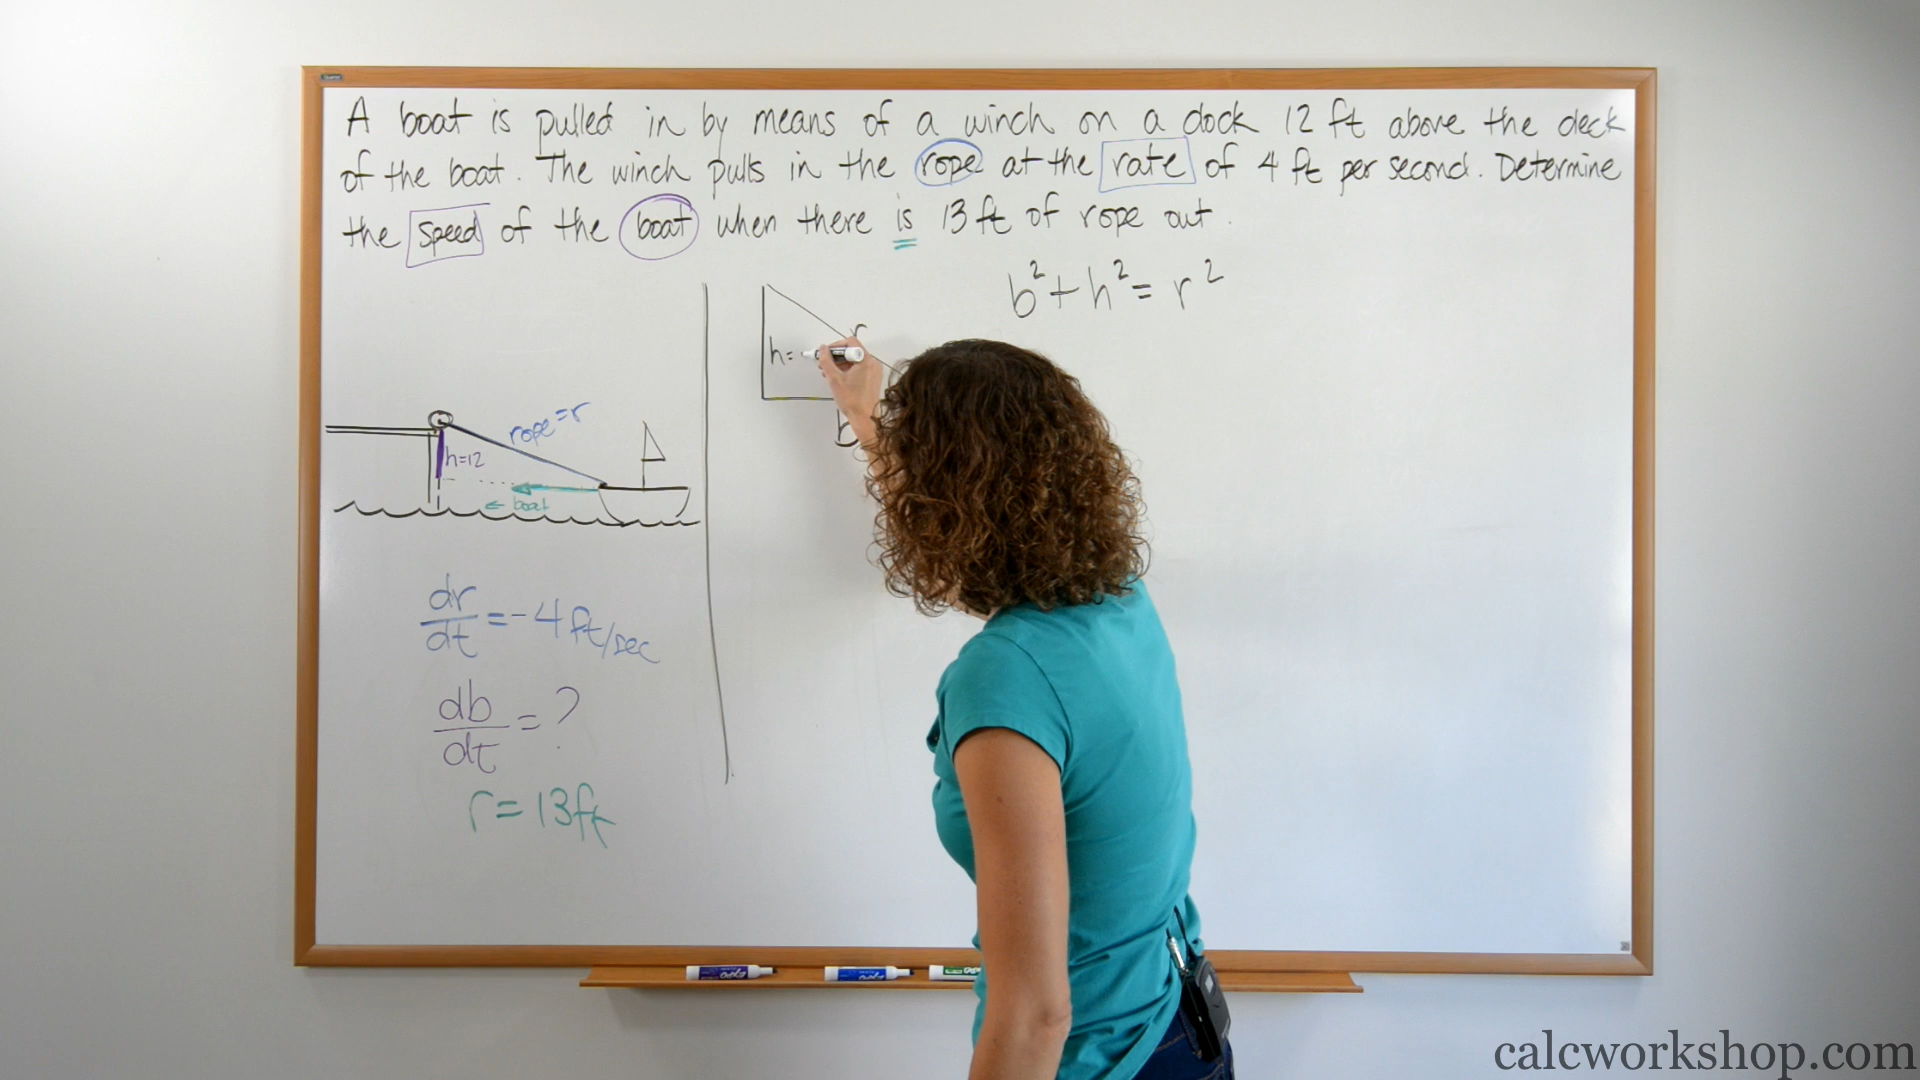 A boat is pulled in by means of a winch on a dock 12 ft above the deck
of the boat. The winch pulls in the rope at the rate of 4 ft per second. Determine
the speed of the boat when there is 13 ft of rope out.
b² + h² = r²
r
h=
b
rope=r
h=12
← boat
dr/dt = -4 ft/sec
db/dt = ?
r = 13ft
EXPO
EXPO
calcworkshop.com